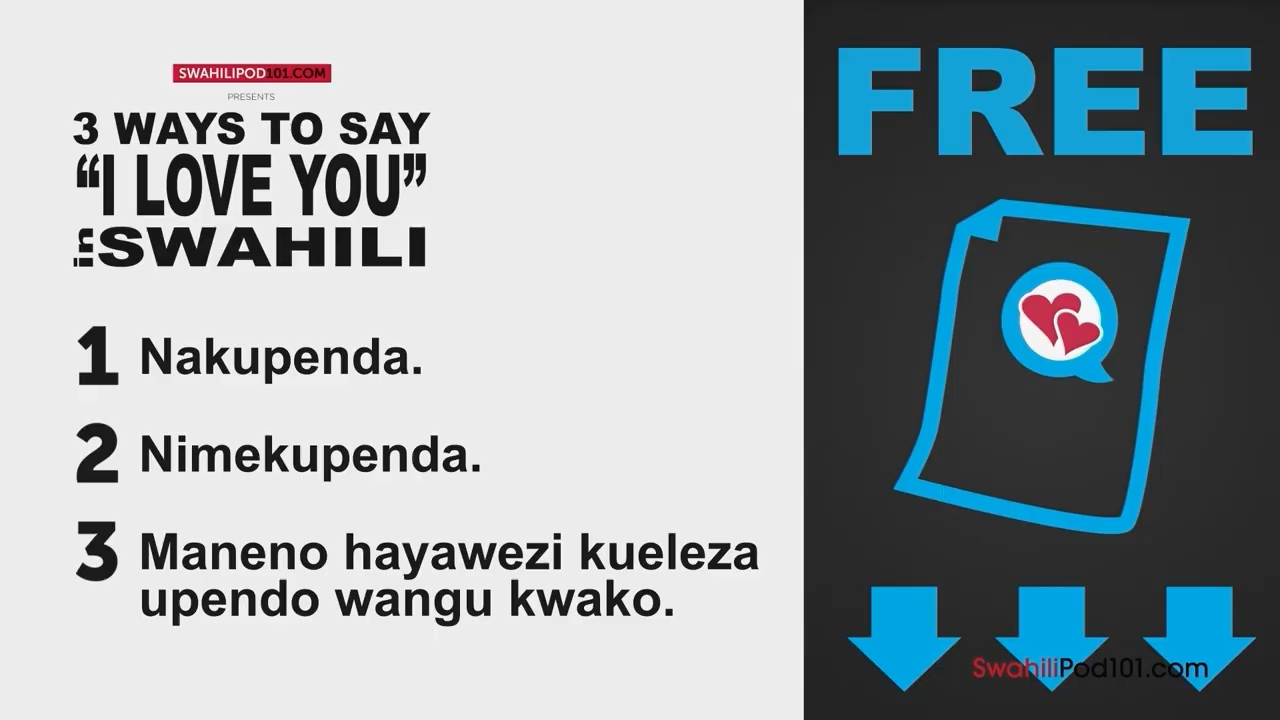 SWAHILIPOD101.COM
PRESENTS
3 WAYS TO SAY
“I LOVE YOU”
in SWAHILI
1 Nakupenda.
2 Nimekupenda.
3 Maneno hayawezi kueleza
upendo wangu kwako.
FREE
SwahiliPod101.com